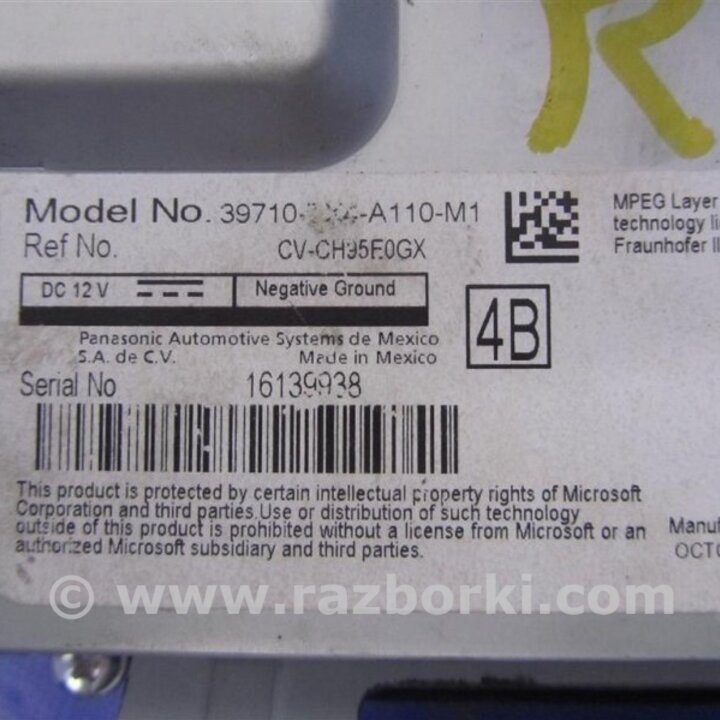 R
Model No. 39710- -A110-M1
Ref No. CV-CH95E0GX
DC 12 V
Negative Ground
4B
MPEG Layer
technology li
Fraunhofer II
Panasonic Automotive Systems de Mexico
S.A. de C.V. Made in Mexico
Serial No 16139938
This product is protected by certain intellectual property rights of Microsoft
Corporation and third parties.Use or distribution of such technology
outside of this product is prohibited without a license from Microsoft or an
authorized Microsoft subsidiary and third parties.
Manuf
OCTO
© www.razborki.com